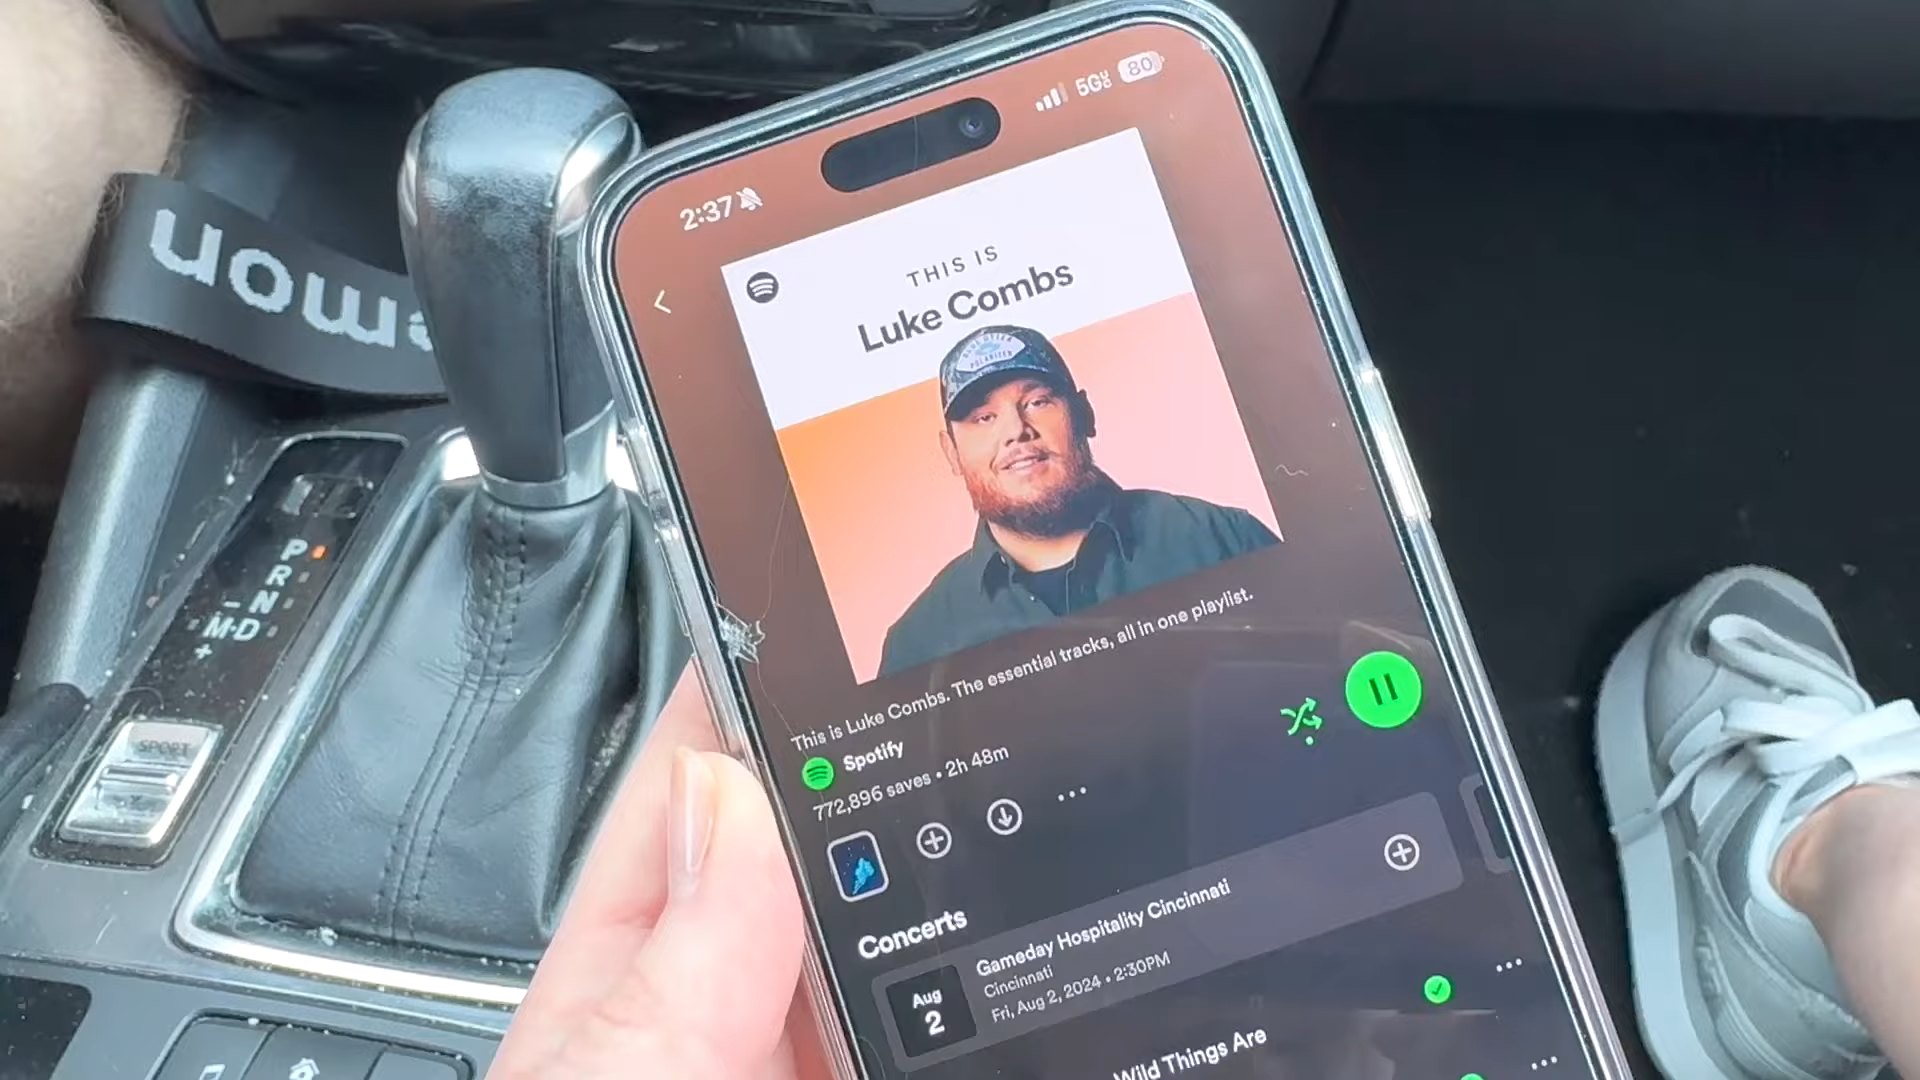 2:37
5G
80
THIS IS
Luke Combs
POLARIZED
This is Luke Combs. The essential tracks, all in one playlist.
Spotify
772,896 saves • 2h 48m
Concerts
Aug
2
Gameday Hospitality Cincinnati
Cincinnati
Fri, Aug 2, 2024 • 2:30PM
Wild Things Are
P
R
N
M·D
–
+
SPORT